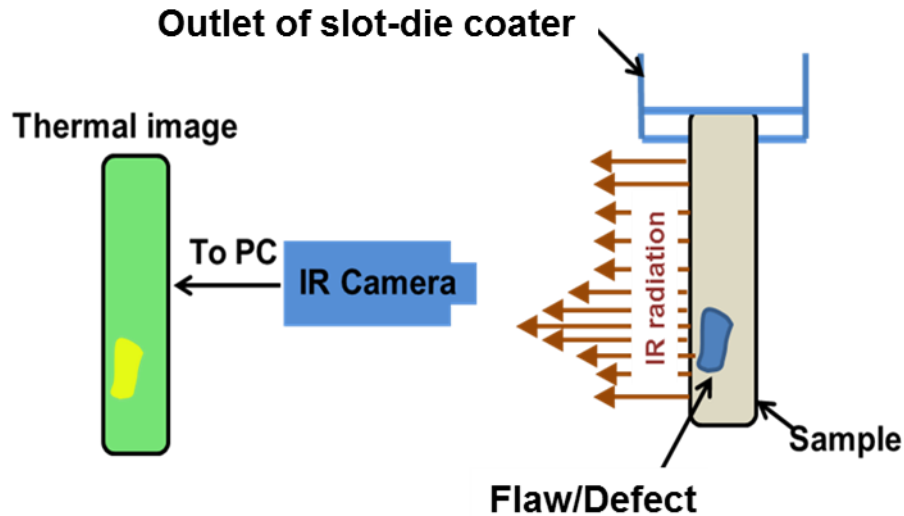 Outlet of slot-die coater
Thermal image
To PC
IR Camera
IR radiation
Sample
Flaw/Defect